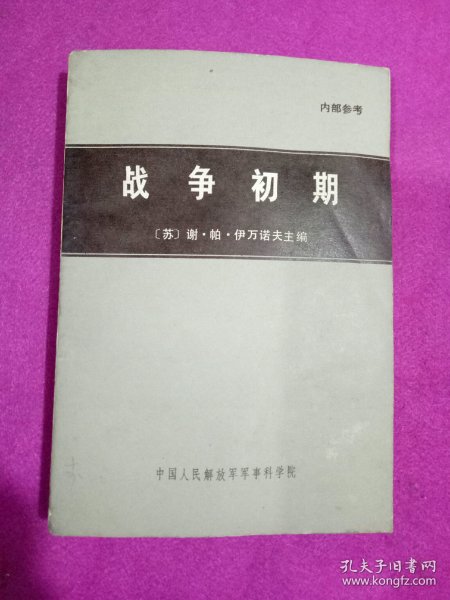 内部参考
战争初期
〔苏〕谢·帕·伊万诺夫主编
中国人民解放军军事科学院
孔夫子旧书网
www.kongfz.com